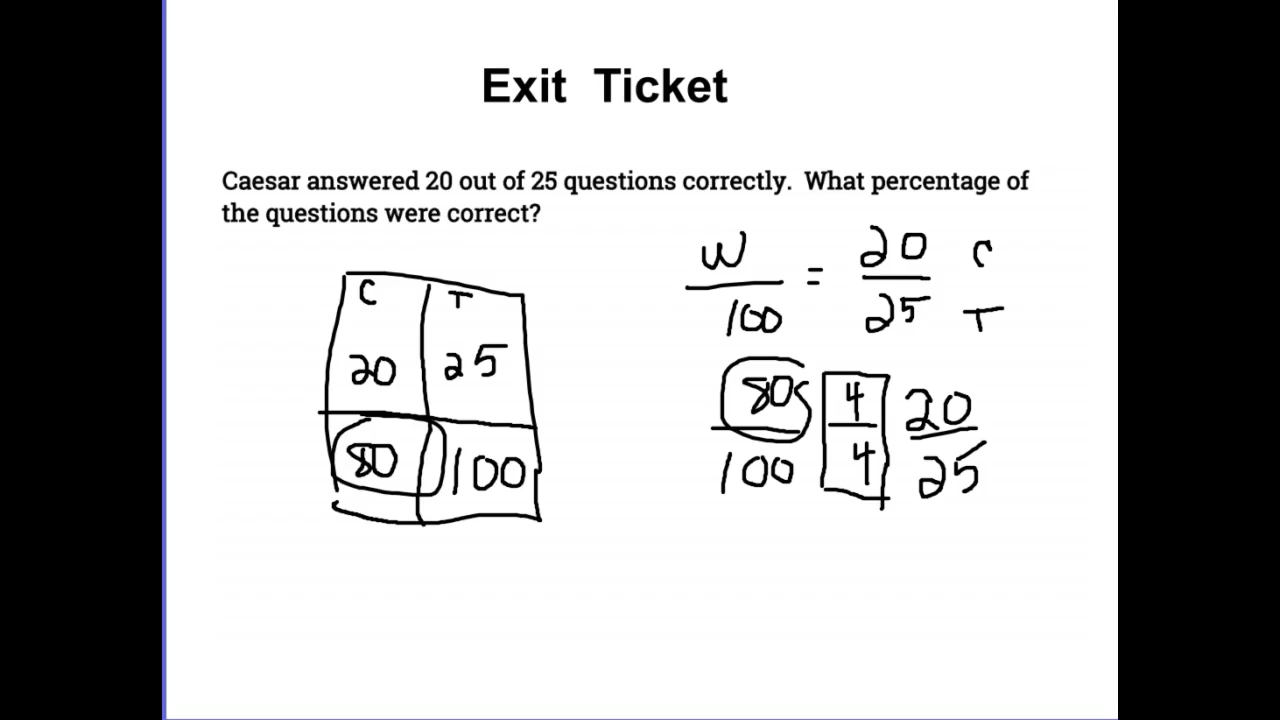 Exit Ticket
Caesar answered 20 out of 25 questions correctly. What percentage of
the questions were correct?
C T
20 25
80 100
W = 20 C
100 25 T
80 4 20
100 4 25